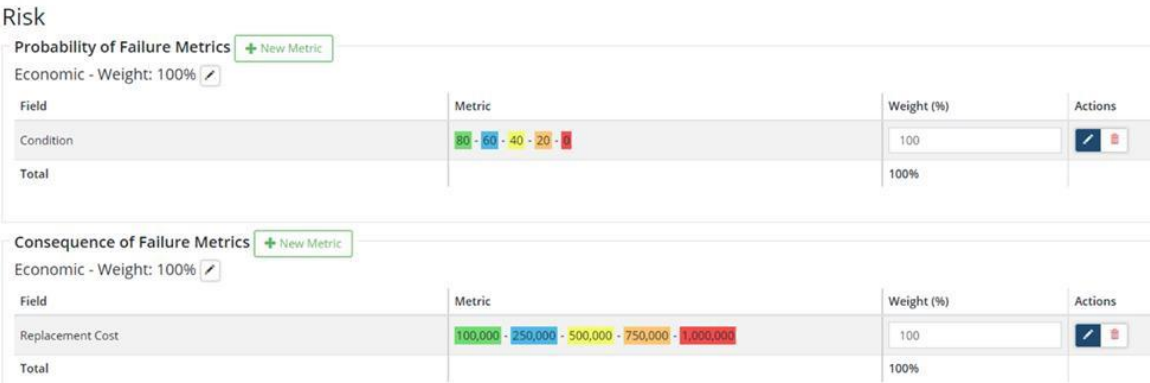 Risk
Probability of Failure Metrics + New Metric
Economic - Weight: 100%
Field Metric Weight (%) Actions
Condition 80 - 60 - 40 - 20 - 0 100
Total 100%
Consequence of Failure Metrics + New Metric
Economic - Weight: 100%
Field Metric Weight (%) Actions
Replacement Cost 100,000 - 250,000 - 500,000 - 750,000 - 1,000,000 100
Total 100%